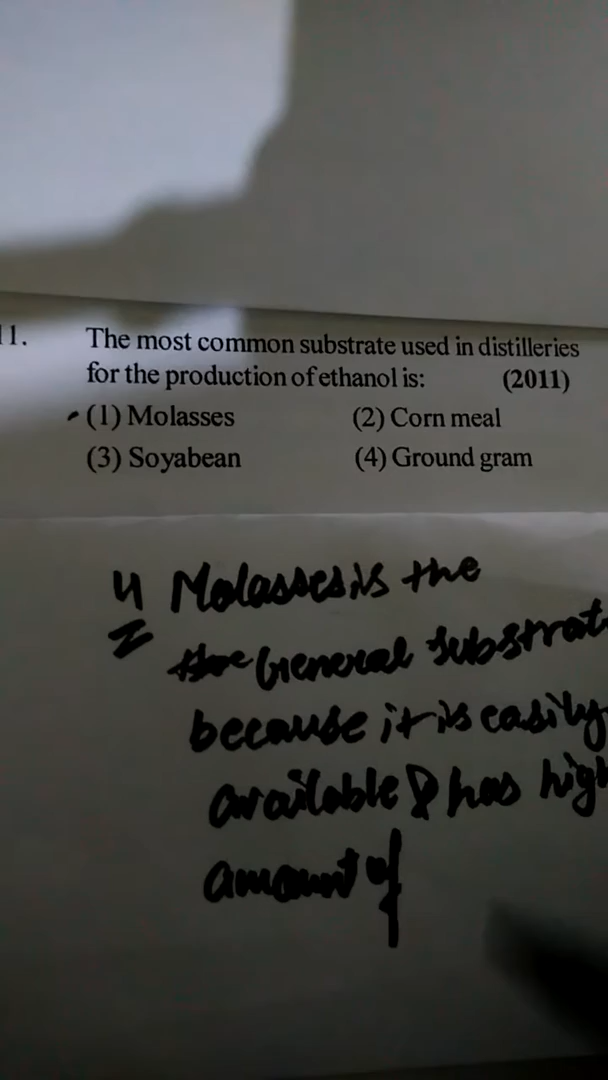 11. The most common substrate used in distilleries
for the production of ethanol is: (2011)
(1) Molasses (2) Corn meal
(3) Soyabean (4) Ground gram
Molasses is the
General substrat
because it is easily
available & has high
amount of